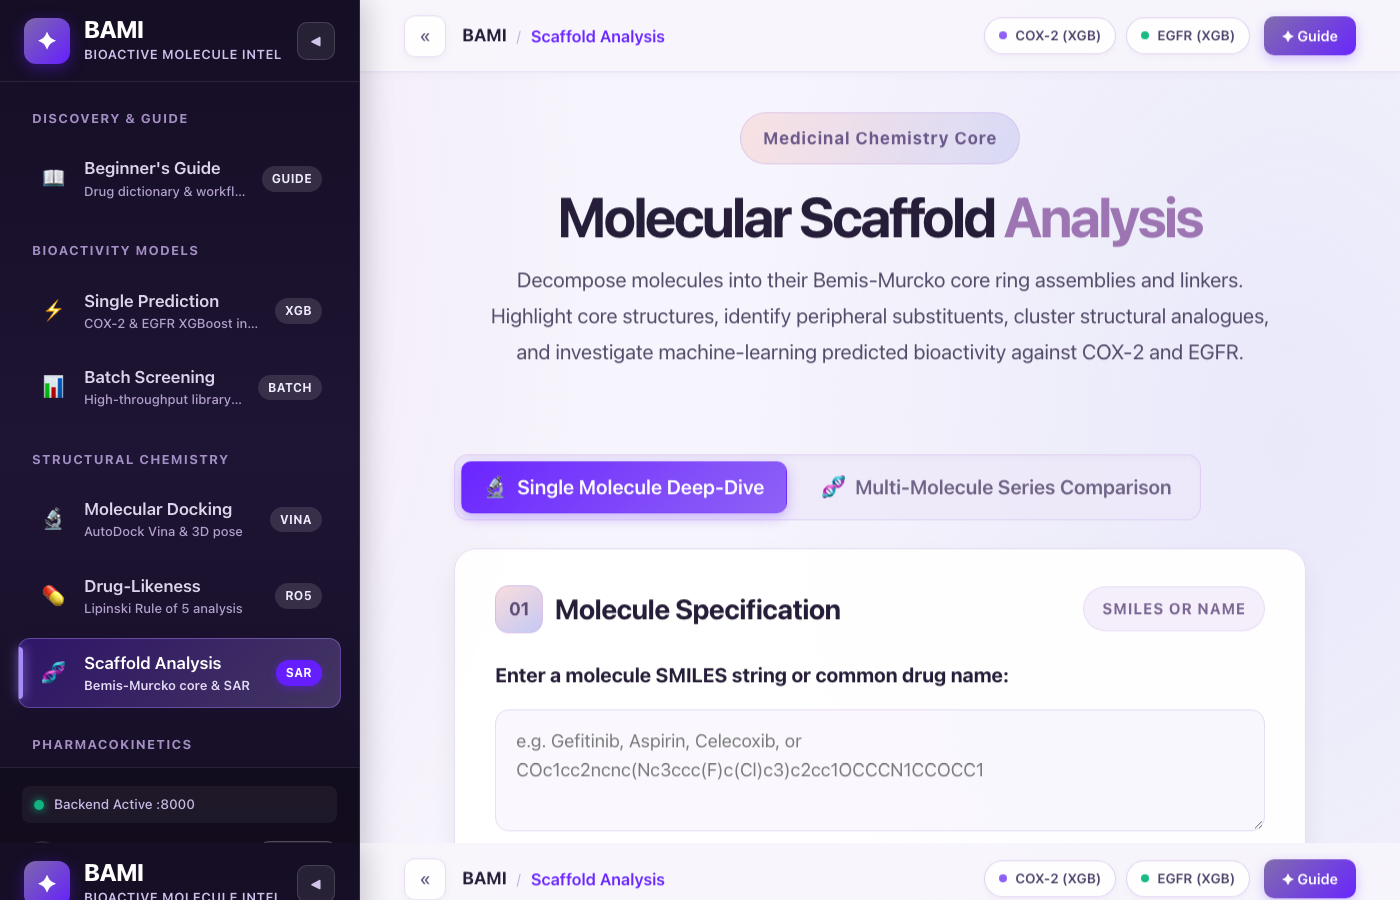 BAMI
BIOACTIVE MOLECULE INTEL
DISCOVERY & GUIDE
Beginner's Guide
Drug dictionary & workfl...
GUIDE
BIOACTIVITY MODELS
Single Prediction
COX-2 & EGFR XGBoost in...
XGB
Batch Screening
High-throughput library...
BATCH
STRUCTURAL CHEMISTRY
Molecular Docking
AutoDock Vina & 3D pose
VINA
Drug-Likeness
Lipinski Rule of 5 analysis
RO5
Scaffold Analysis
Bemis-Murcko core & SAR
SAR
PHARMACOKINETICS
Backend Active :8000
« BAMI / Scaffold Analysis
COX-2 (XGB)
EGFR (XGB)
✦ Guide
Medicinal Chemistry Core
Molecular Scaffold Analysis
Decompose molecules into their Bemis-Murcko core ring assemblies and linkers.
Highlight core structures, identify peripheral substituents, cluster structural analogues,
and investigate machine-learning predicted bioactivity against COX-2 and EGFR.
Single Molecule Deep-Dive
Multi-Molecule Series Comparison
01 Molecule Specification
SMILES OR NAME
Enter a molecule SMILES string or common drug name:
e.g. Gefitinib, Aspirin, Celecoxib, or
COc1cc2ncnc(Nc3ccc(F)c(Cl)c3)c2cc1OCCCN1CCOCC1
BAMI
BIOACTIVE MOLECULE INTEL
« BAMI / Scaffold Analysis
COX-2 (XGB)
EGFR (XGB)
✦ Guide